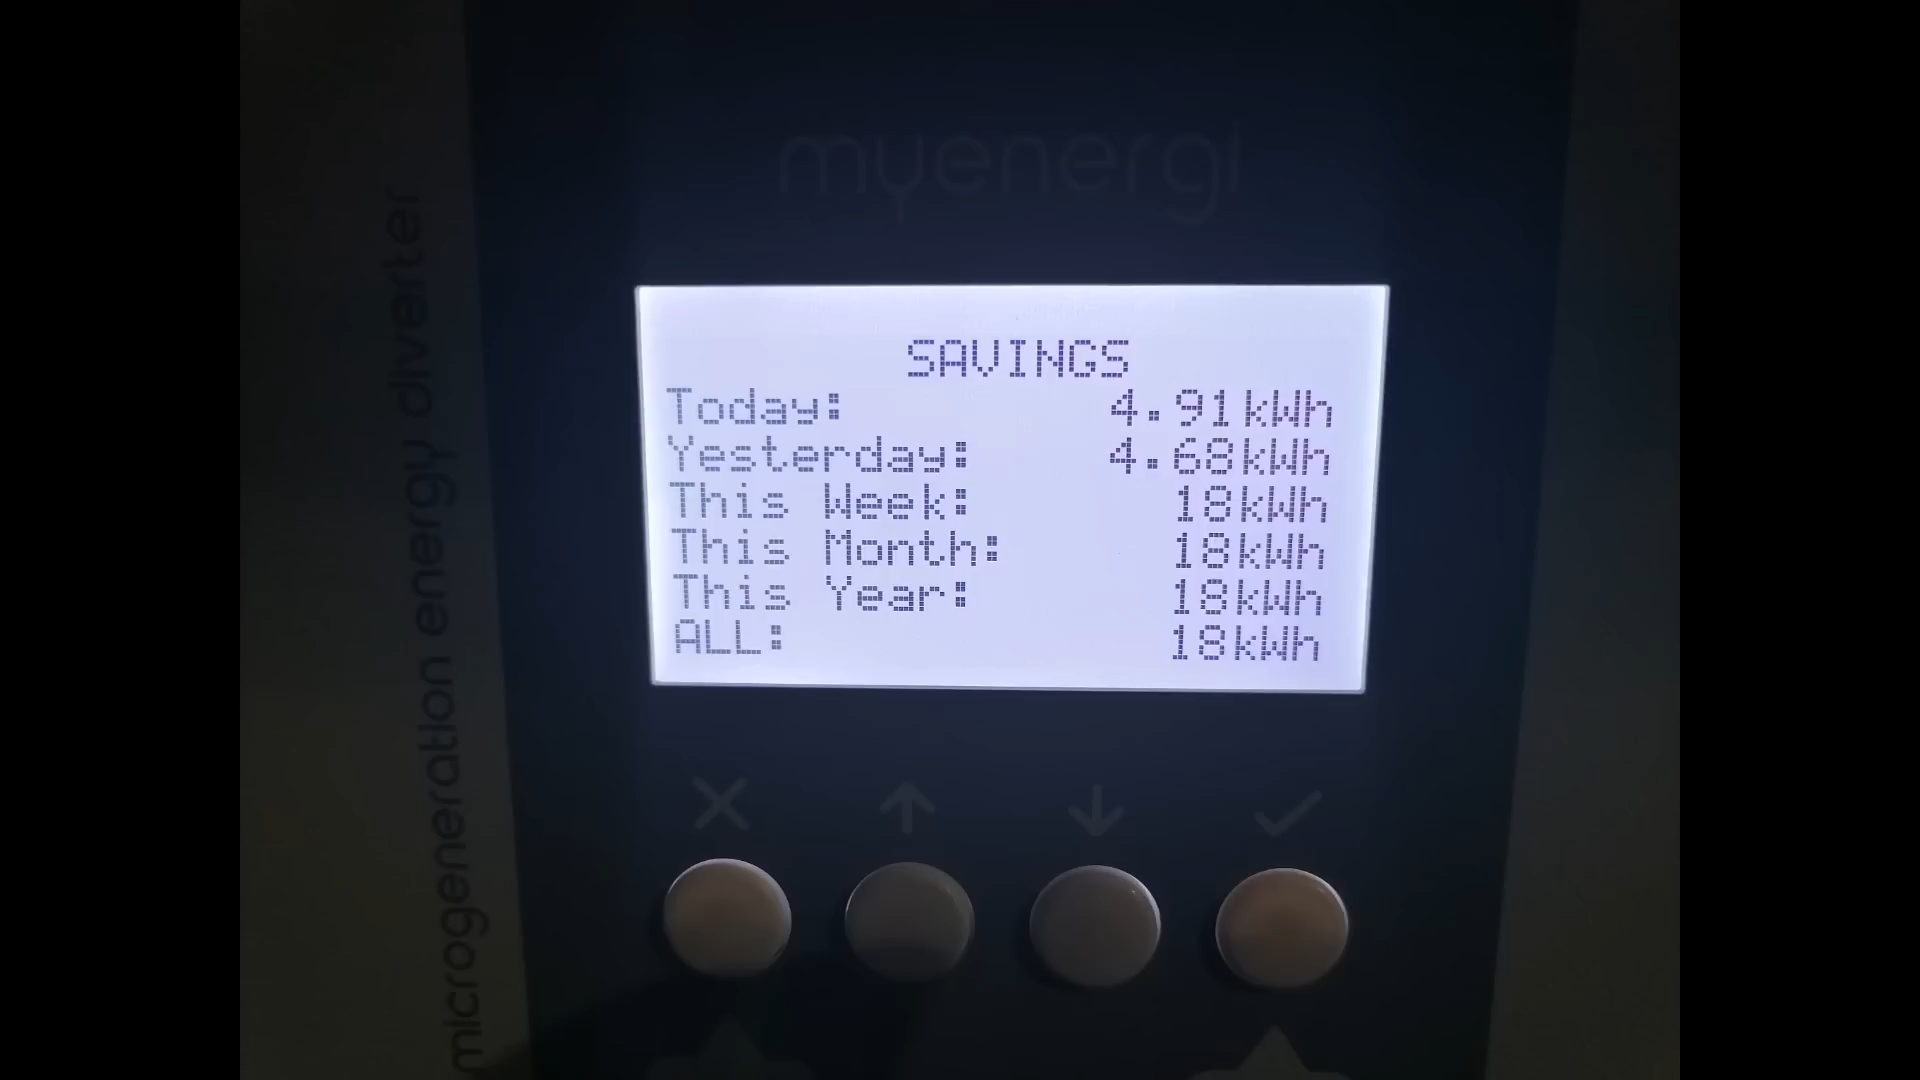 myenergi
microgeneration energy diverter
SAVINGS
Today: 4.91kWh
Yesterday: 4.68kWh
This Week: 18kWh
This Month: 18kWh
This Year: 18kWh
ALL: 18kWh